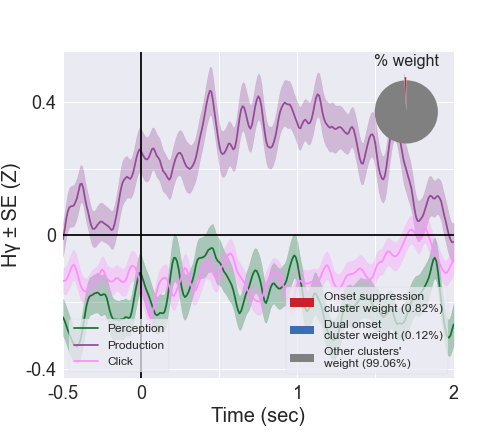 % weight
Hγ ± SE (Z)
0.4
0
-0.4
Perception
Production
Click
Onset suppression
cluster weight (0.82%)
Dual onset
cluster weight (0.12%)
Other clusters'
weight (99.06%)
-0.5
0
1
2
Time (sec)